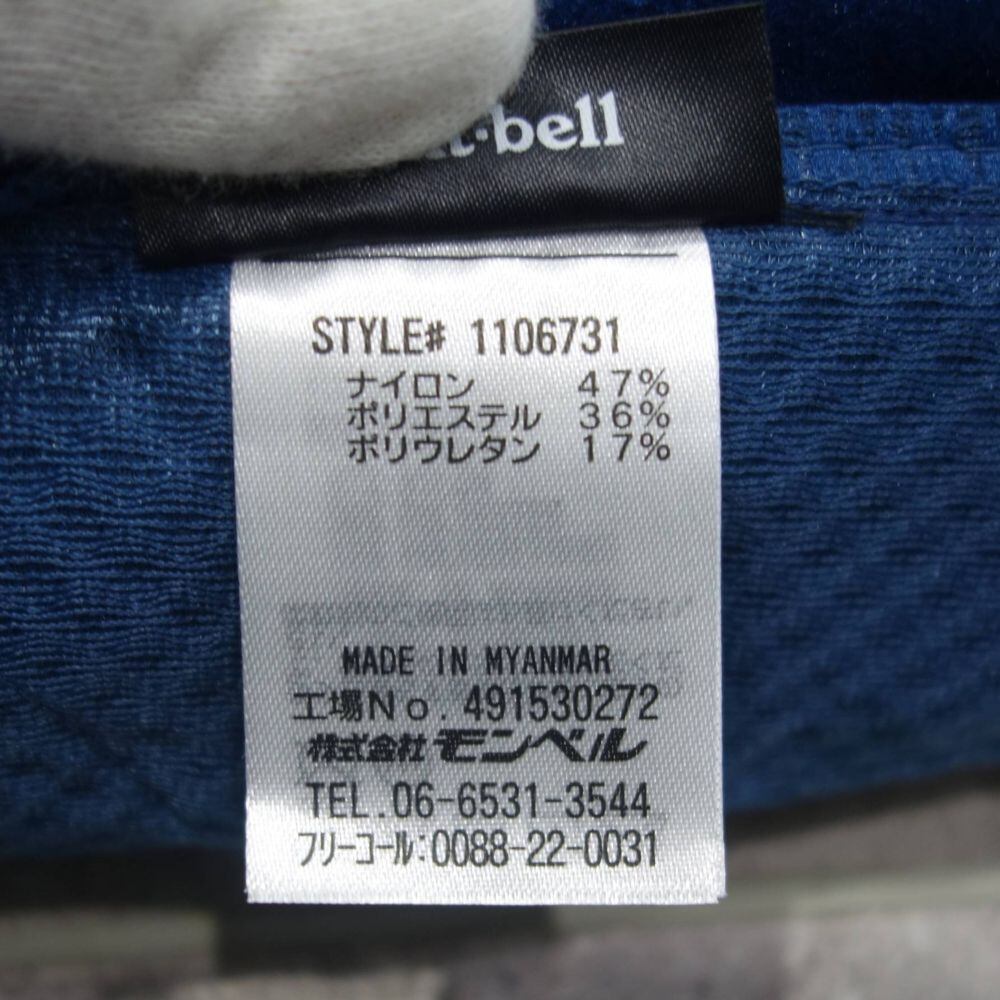 bell
STYLE# 1106731
ナイロン 47%
ポリエステル 36%
ポリウレタン 17%
MADE IN MYANMAR
工場No. 491530272
株式会社モンベル
TEL. 06-6531-3544
フリーコール:0088-22-0031